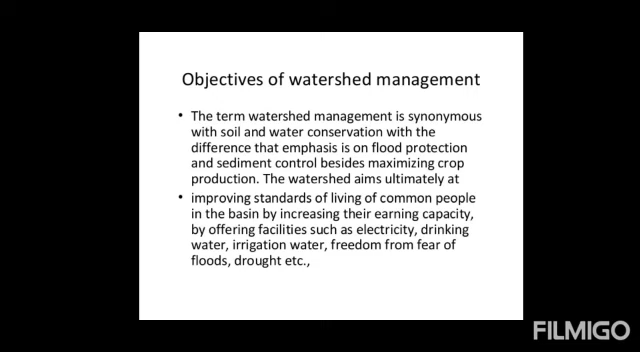 Objectives of watershed management
• The term watershed management is synonymous
with soil and water conservation with the
difference that emphasis is on flood protection
and sediment control besides maximizing crop
production. The watershed aims ultimately at
• improving standards of living of common people
in the basin by increasing their earning capacity,
by offering facilities such as electricity, drinking
water, irrigation water, freedom from fear of
floods, drought etc.,
FILMIGO